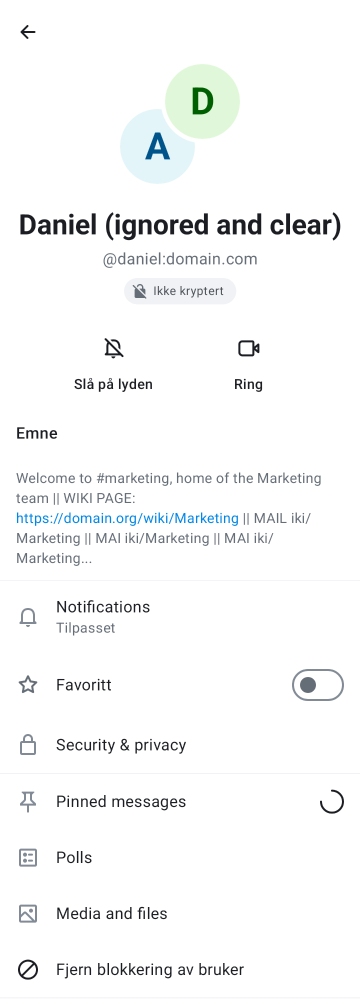 D
A
Daniel (ignored and clear)
@daniel:domain.com
Ikke kryptert
Slå på lyden
Ring
Emne
Welcome to #marketing, home of the Marketing
team || WIKI PAGE:
https://domain.org/wiki/Marketing || MAIL iki/
Marketing || MAI iki/Marketing || MAI iki/
Marketing...
Notifications
Tilpasset
Favoritt
Security & privacy
Pinned messages
Polls
Media and files
Fjern blokkering av bruker